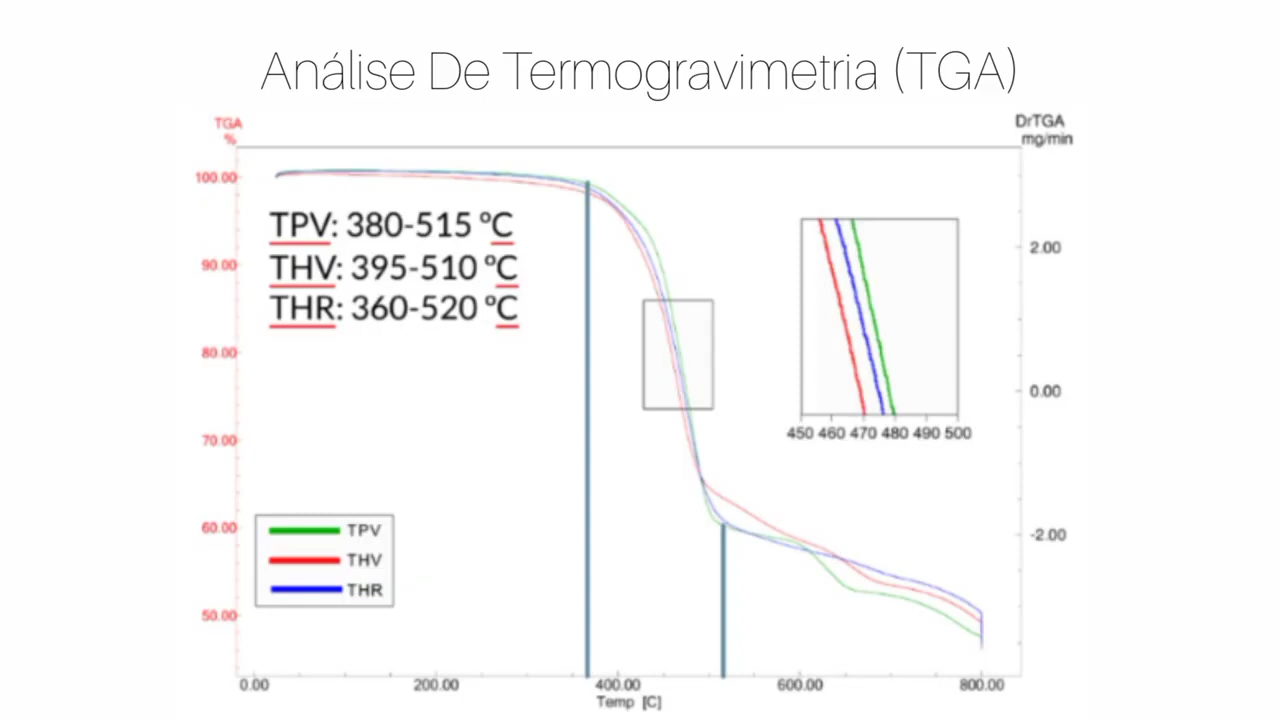 Análise De Termogravimetria (TGA)
TGA
%
DrTGA
mg/min
100.00
90.00
80.00
70.00
60.00
50.00
TPV: 380-515 ºC
THV: 395-510 ºC
THR: 360-520 ºC
2.00
0.00
-2.00
450 460 470 480 490 500
TPV
THV
THR
0.00 200.00 400.00 600.00 800.00
Temp [C]